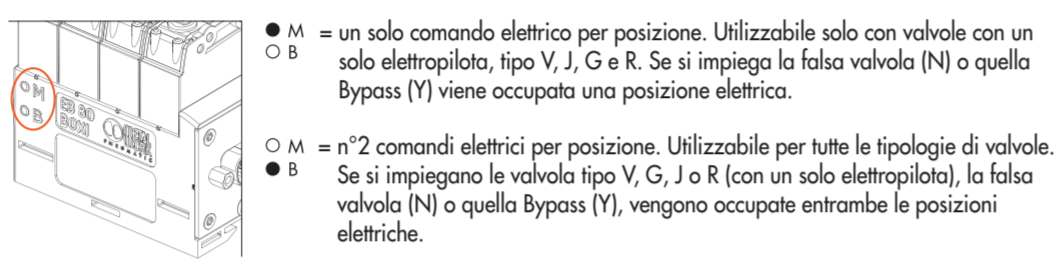 M = un solo comando elettrico per posizione. Utilizzabile solo con valvole con un
B solo elettropilota, tipo V, J, G e R. Se si impiega la falsa valvola (N) o quella
Bypass (Y) viene occupata una posizione elettrica.
M
B
EB 80
BOXI
METAL
WORK
PNEUMATIC
M = n°2 comandi elettrici per posizione. Utilizzabile per tutte le tipologie di valvole.
B Se si impiegano le valvola tipo V, G, J o R (con un solo elettropilota), la falsa
valvola (N) o quella Bypass (Y), vengono occupate entrambe le posizioni
elettriche.